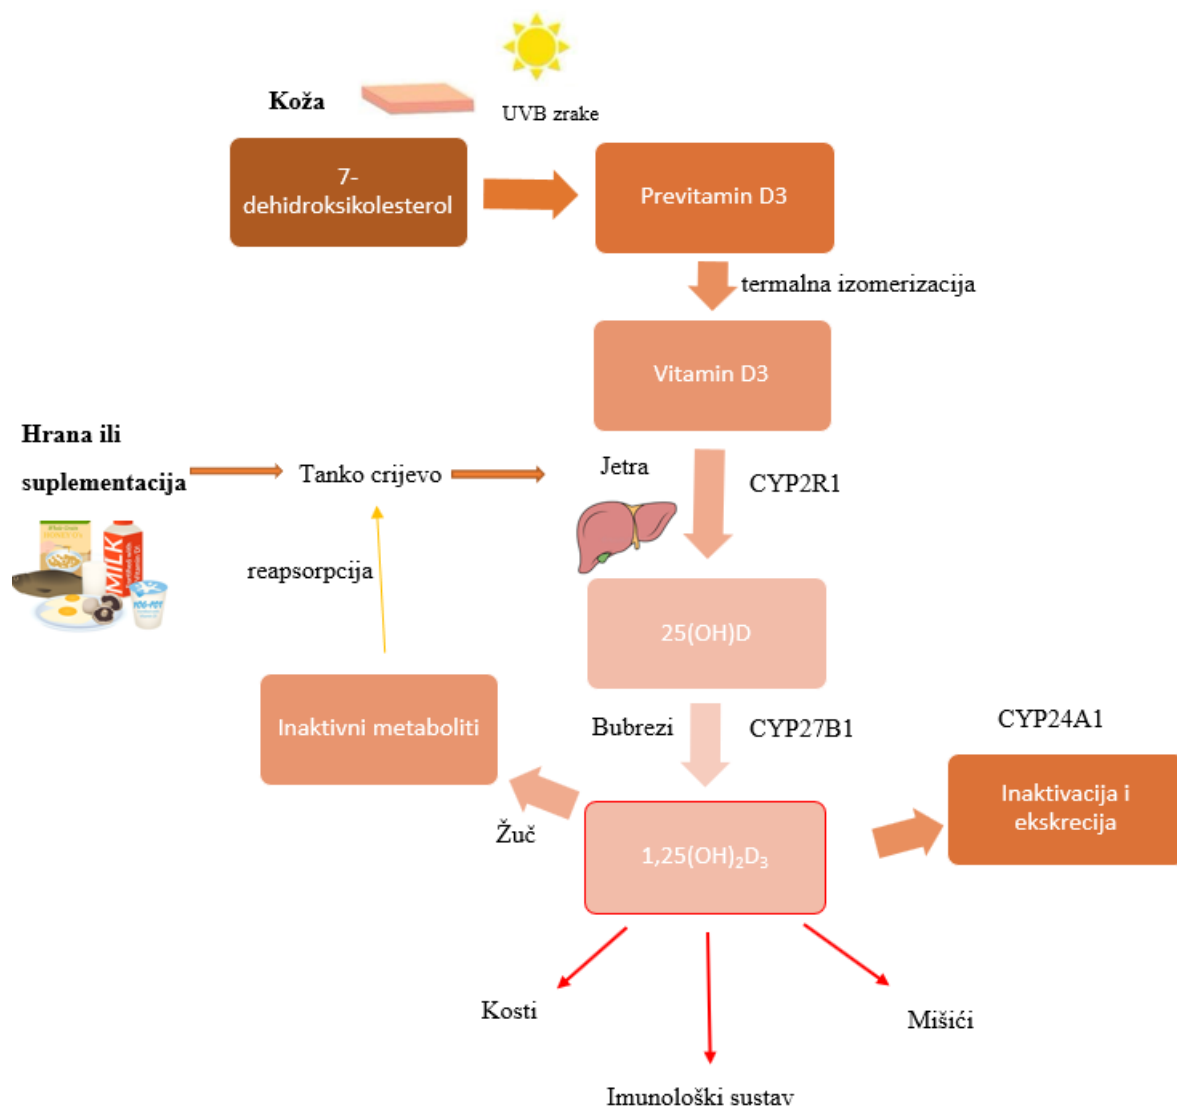 Koža
UVB zrake
7-
dehidroksikolesterol
Previtamin D3
termalna izomerizacija
Vitamin D3
Hrana ili
suplementacija
Tanko crijevo
Jetra
CYP2R1
MILK
reapsorpcija
25(OH)D
Inaktivni metaboliti
Bubrezi
CYP27B1
CYP24A1
Inaktivacija i
ekskrecija
Žuč
1,25(OH)₂D₃
Kosti
Mišići
Imunološki sustav